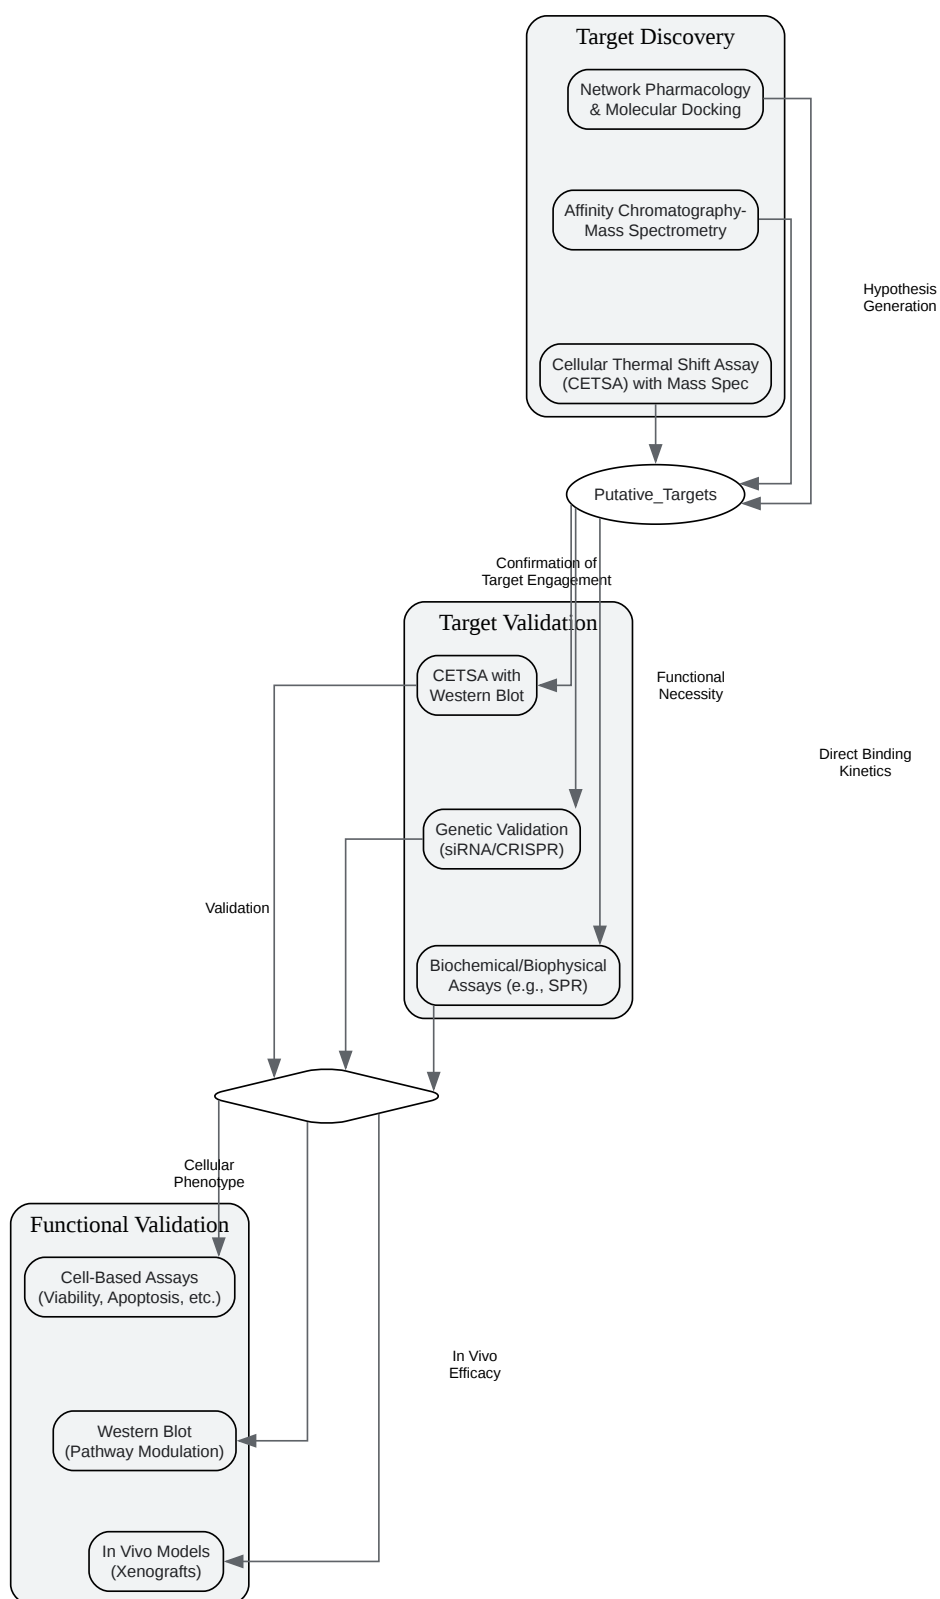 Target Discovery
Network Pharmacology
& Molecular Docking
Affinity Chromatography-
Mass Spectrometry
Hypothesis
Generation
Cellular Thermal Shift Assay
(CETSA) with Mass Spec
Putative_Targets
Confirmation of
Target Engagement
Target Validation
CETSA with
Western Blot
Functional
Necessity
Direct Binding
Kinetics
Genetic Validation
(siRNA/CRISPR)
Validation
Biochemical/Biophysical
Assays (e.g., SPR)
Cellular
Phenotype
Functional Validation
Cell-Based Assays
(Viability, Apoptosis, etc.)
In Vivo
Efficacy
Western Blot
(Pathway Modulation)
In Vivo Models
(Xenografts)